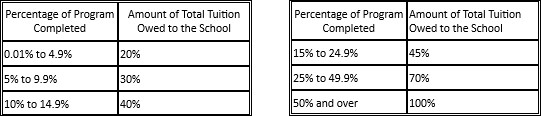 Percentage of Program Completed Amount of Total Tuition Owed to the School
0.01% to 4.9% 20%
5% to 9.9% 30%
10% to 14.9% 40%
Percentage of Program Completed Amount of Total Tuition Owed to the School
15% to 24.9% 45%
25% to 49.9% 70%
50% and over 100%